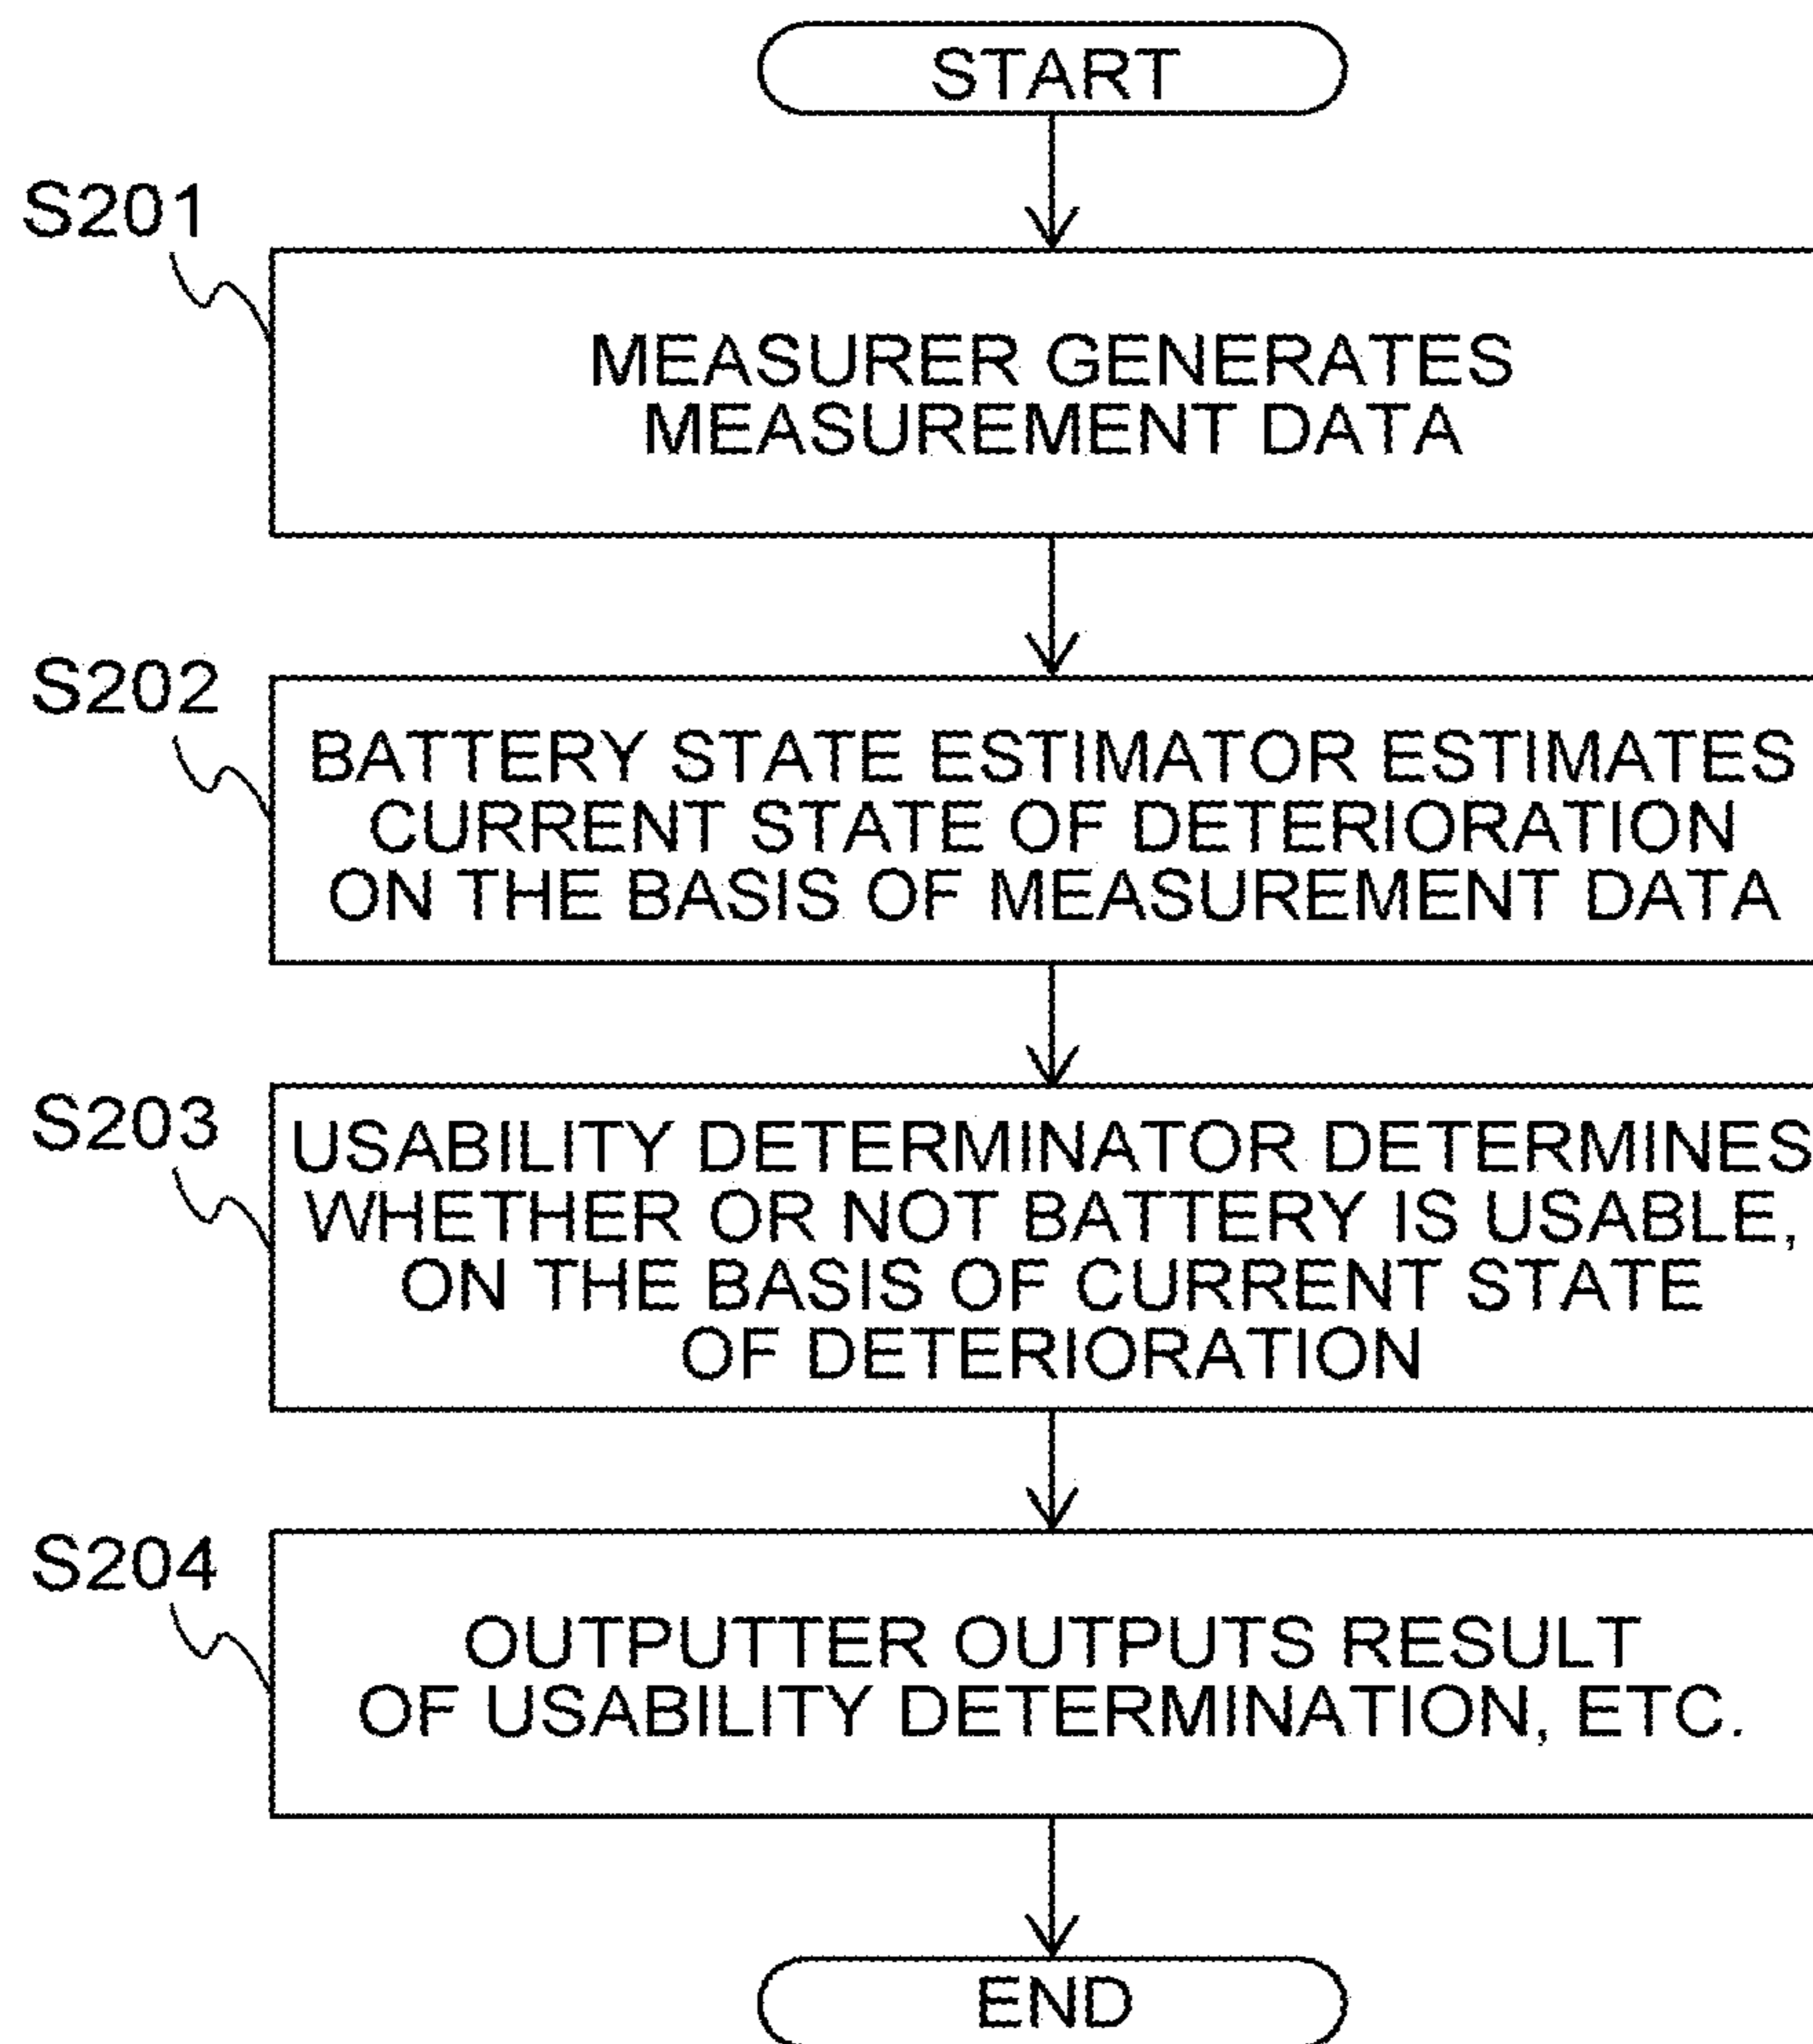 START
S201
MEASURER GENERATES
MEASUREMENT DATA
S202
BATTERY STATE ESTIMATOR ESTIMATES
CURRENT STATE OF DETERIORATION
ON THE BASIS OF MEASUREMENT DATA
S203
USABILITY DETERMINATOR DETERMINES
WHETHER OR NOT BATTERY IS USABLE,
ON THE BASIS OF CURRENT STATE
OF DETERIORATION
S204
OUTPUTTER OUTPUTS RESULT
OF USABILITY DETERMINATION, ETC.
END